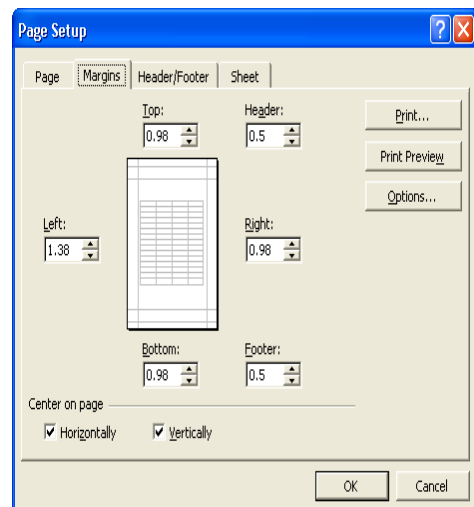 Page Setup
Page Margins Header/Footer Sheet
Top: Header:
0.98 0.5
Print...
Print Preview
Options...
Left: Right:
1.38 0.98
Bottom: Footer:
0.98 0.5
Center on page
Horizontally Vertically
OK Cancel